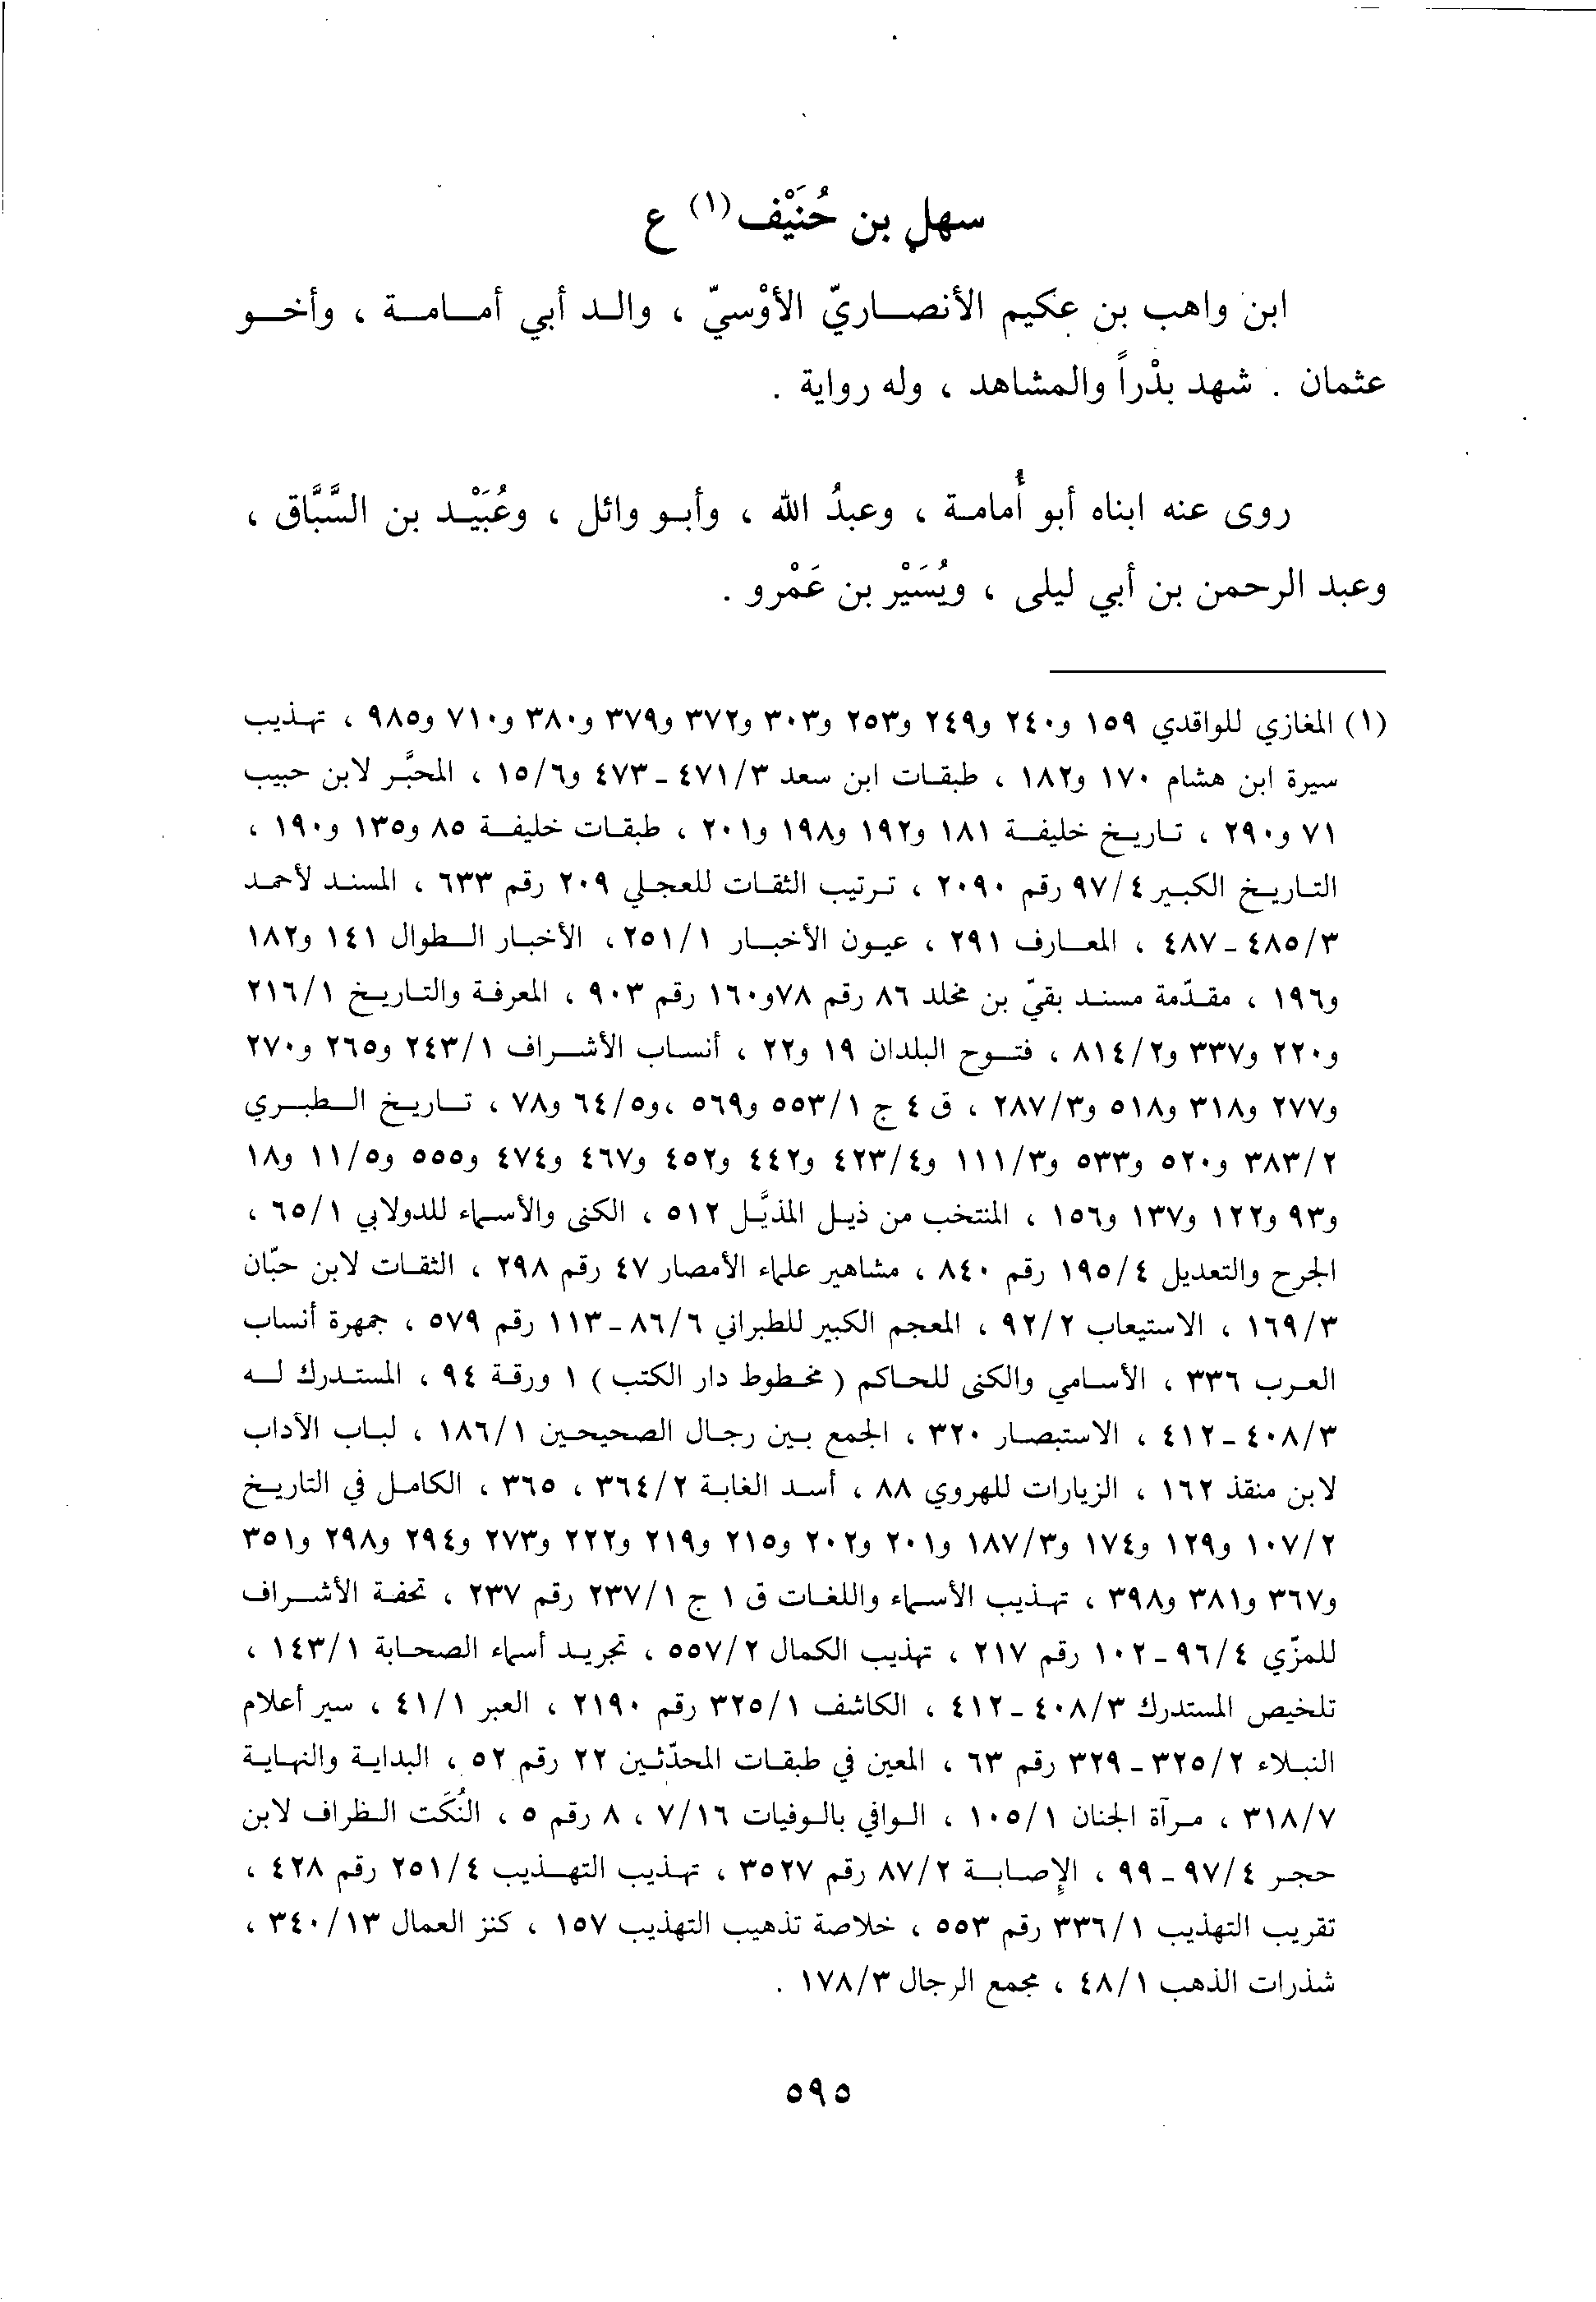 سهل بن حُنَيْف(١) ع
ابن واهب بن عكيم الأنصاريّ الأوْسيّ ، والد أبي أمامة ، وأخو
عثمان . شهد بدْراً والمشاهد ، وله رواية .
روى عنه ابناه أبو أُمامة ، وعبدُ الله ، وأبو وائل ، وعُبَيْد بن السَّبَّاق ،
وعبد الرحمن بن أبي ليلى ، ويُسَيْر بن عَمْرو .
(١) المغازي للواقدي ١٥٩ و٢٤٠ و٢٤٩ و٢٥٣ و٣٠٣ و٣٧٢ و٣٧٩ و٣٨٠ و٧١٠ و٩٨٥ ، تهذيب
سيرة ابن هشام ١٧٠ و١٨٢ ، طبقات ابن سعد ٣/ ٤٧١ - ٤٧٣ و٦/ ١٥ ، المحبَّر لابن حبيب
٧١ و٢٩٠ ، تاريخ خليفة ١٨١ و١٩٢ و١٩٨ و٢٠١ ، طبقات خليفة ٨٥ و١٣٥ و١٩٠ ،
التاريخ الكبير ٤/ ٩٧ رقم ٢٠٩٠ ، ترتيب الثقات للعجلي ٢٠٩ رقم ٦٣٣ ، المسند لأحمد
٣/ ٤٨٥ - ٤٨٧ ، المعارف ٢٩١ ، عيون الأخبار ١/ ٢٥١ ، الأخبار الطوال ١٤١ و١٨٢
و١٩٦ ، مقدّمة مسند بقيّ بن مخلد ٨٦ رقم ٧٨ و١٦٠ رقم ٩٠٣ ، المعرفة والتاريخ ١/ ٢١٦
و٢٢٠ و٣٣٧ و٢/ ٨١٤ ، فتوح البلدان ١٩ و٢٢ ، أنساب الأشراف ١/ ٢٤٣ و٢٦٥ و٢٧٠
و٢٧٧ و٣١٨ و٥١٨ و٣/ ٢٨٧ ، ق ٤ ج ١/ ٥٥٣ و٥٦٩ ،و٥/ ٦٤ و٧٨ ، تاريخ الطبري
٢/ ٣٨٣ و٥٢٠ و٥٣٣ و٣/ ١١١ و٤/ ٤٢٣ و٤٤٢ و٤٥٢ و٤٦٧ و٤٧٤ و٥٥٥ و٥/ ١١ و١٨
و٩٣ و١٢٢ و١٣٧ و١٥٦ ، المنتخب من ذيل المذيَّل ٥١٢ ، الكنى والأسماء للدولابي ١/ ٦٥ ،
الجرح والتعديل ٤/ ١٩٥ رقم ٨٤٠ ، مشاهير علماء الأمصار ٤٧ رقم ٢٩٨ ، الثقات لابن حبّان
٣/ ١٦٩ ، الاستيعاب ٢/ ٩٢ ، المعجم الكبير للطبراني ٦/ ٨٦ - ١١٣ رقم ٥٧٩ ، جمهرة أنساب
العرب ٣٣٦ ، الأسامي والكنى للحاكم ( مخطوط دار الكتب ) ١ ورقة ٩٤ ، المستدرك له
٣/ ٤٠٨ - ٤١٢ ، الاستبصار ٣٢٠ ، الجمع بين رجال الصحيحين ١/ ١٨٦ ، لباب الآداب
لابن منقذ ١٦٢ ، الزيارات للهروي ٨٨ ، أسد الغابة ٢/ ٣٦٤ ، ٣٦٥ ، الكامل في التاريخ
٢/ ١٠٧ و١٢٩ و١٧٤ و٣/ ١٨٧ و٢٠١ و٢٠٢ و٢١٥ و٢١٩ و٢٢٢ و٢٧٣ و٢٩٤ و٢٩٨ و٣٥١
و٣٦٧ و٣٨١ و٣٩٨ ، تهذيب الأسماء واللغات ق ١ ج ١/ ٢٣٧ رقم ٢٣٧ ، تحفة الأشراف
للمزّي ٤/ ٩٦ - ١٠٢ رقم ٢١٧ ، تهذيب الكمال ٢/ ٥٥٧ ، تجريد أسماء الصحابة ١/ ١٤٣ ،
تلخيص المستدرك ٣/ ٤٠٨ - ٤١٢ ، الكاشف ١/ ٣٢٥ رقم ٢١٩٠ ، العبر ١/ ٤١ ، سير أعلام
النبلاء ٢/ ٣٢٥ - ٣٢٩ رقم ٦٣ ، المعين في طبقات المحدّثين ٢٢ رقم ٥٢ ، البداية والنهاية
٧/ ٣١٨ ، مرآة الجنان ١/ ١٠٥ ، الوافي بالوفيات ١٦/ ٧ ، ٨ رقم ٥ ، النُكَت الظراف لابن
حجر ٤/ ٩٧ - ٩٩ ، الإصابة ٢/ ٨٧ رقم ٣٥٢٧ ، تهذيب التهذيب ٤/ ٢٥١ رقم ٤٢٨ ،
تقريب التهذيب ١/ ٣٣٦ رقم ٥٥٣ ، خلاصة تذهيب التهذيب ١٥٧ ، كنز العمال ١٣/ ٣٤٠ ،
شذرات الذهب ١/ ٤٨ ، مجمع الرجال ٣/ ١٧٨ .
٥٩٥